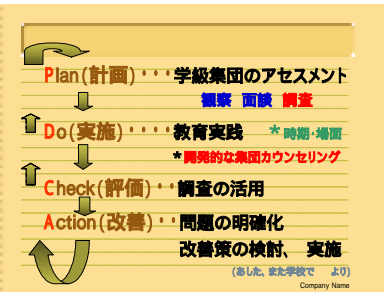 Plan(計画)・・・学級集団のアセスメント
観察 面談 調査
Do(実施)・・・・教育実践 *時期・場面
*開発的な集団カウンセリング
Check(評価)・・調査の活用
Action(改善)・・問題の明確化
改善策の検討、実施
(あした、また学校で より)
Company Name